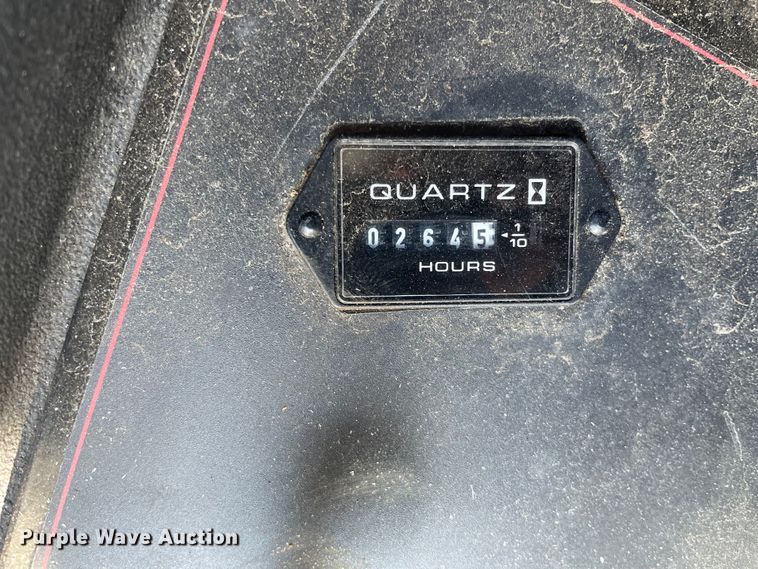 QUARTZ
02645 ◄ 1/10
HOURS
Purple Wave Auction